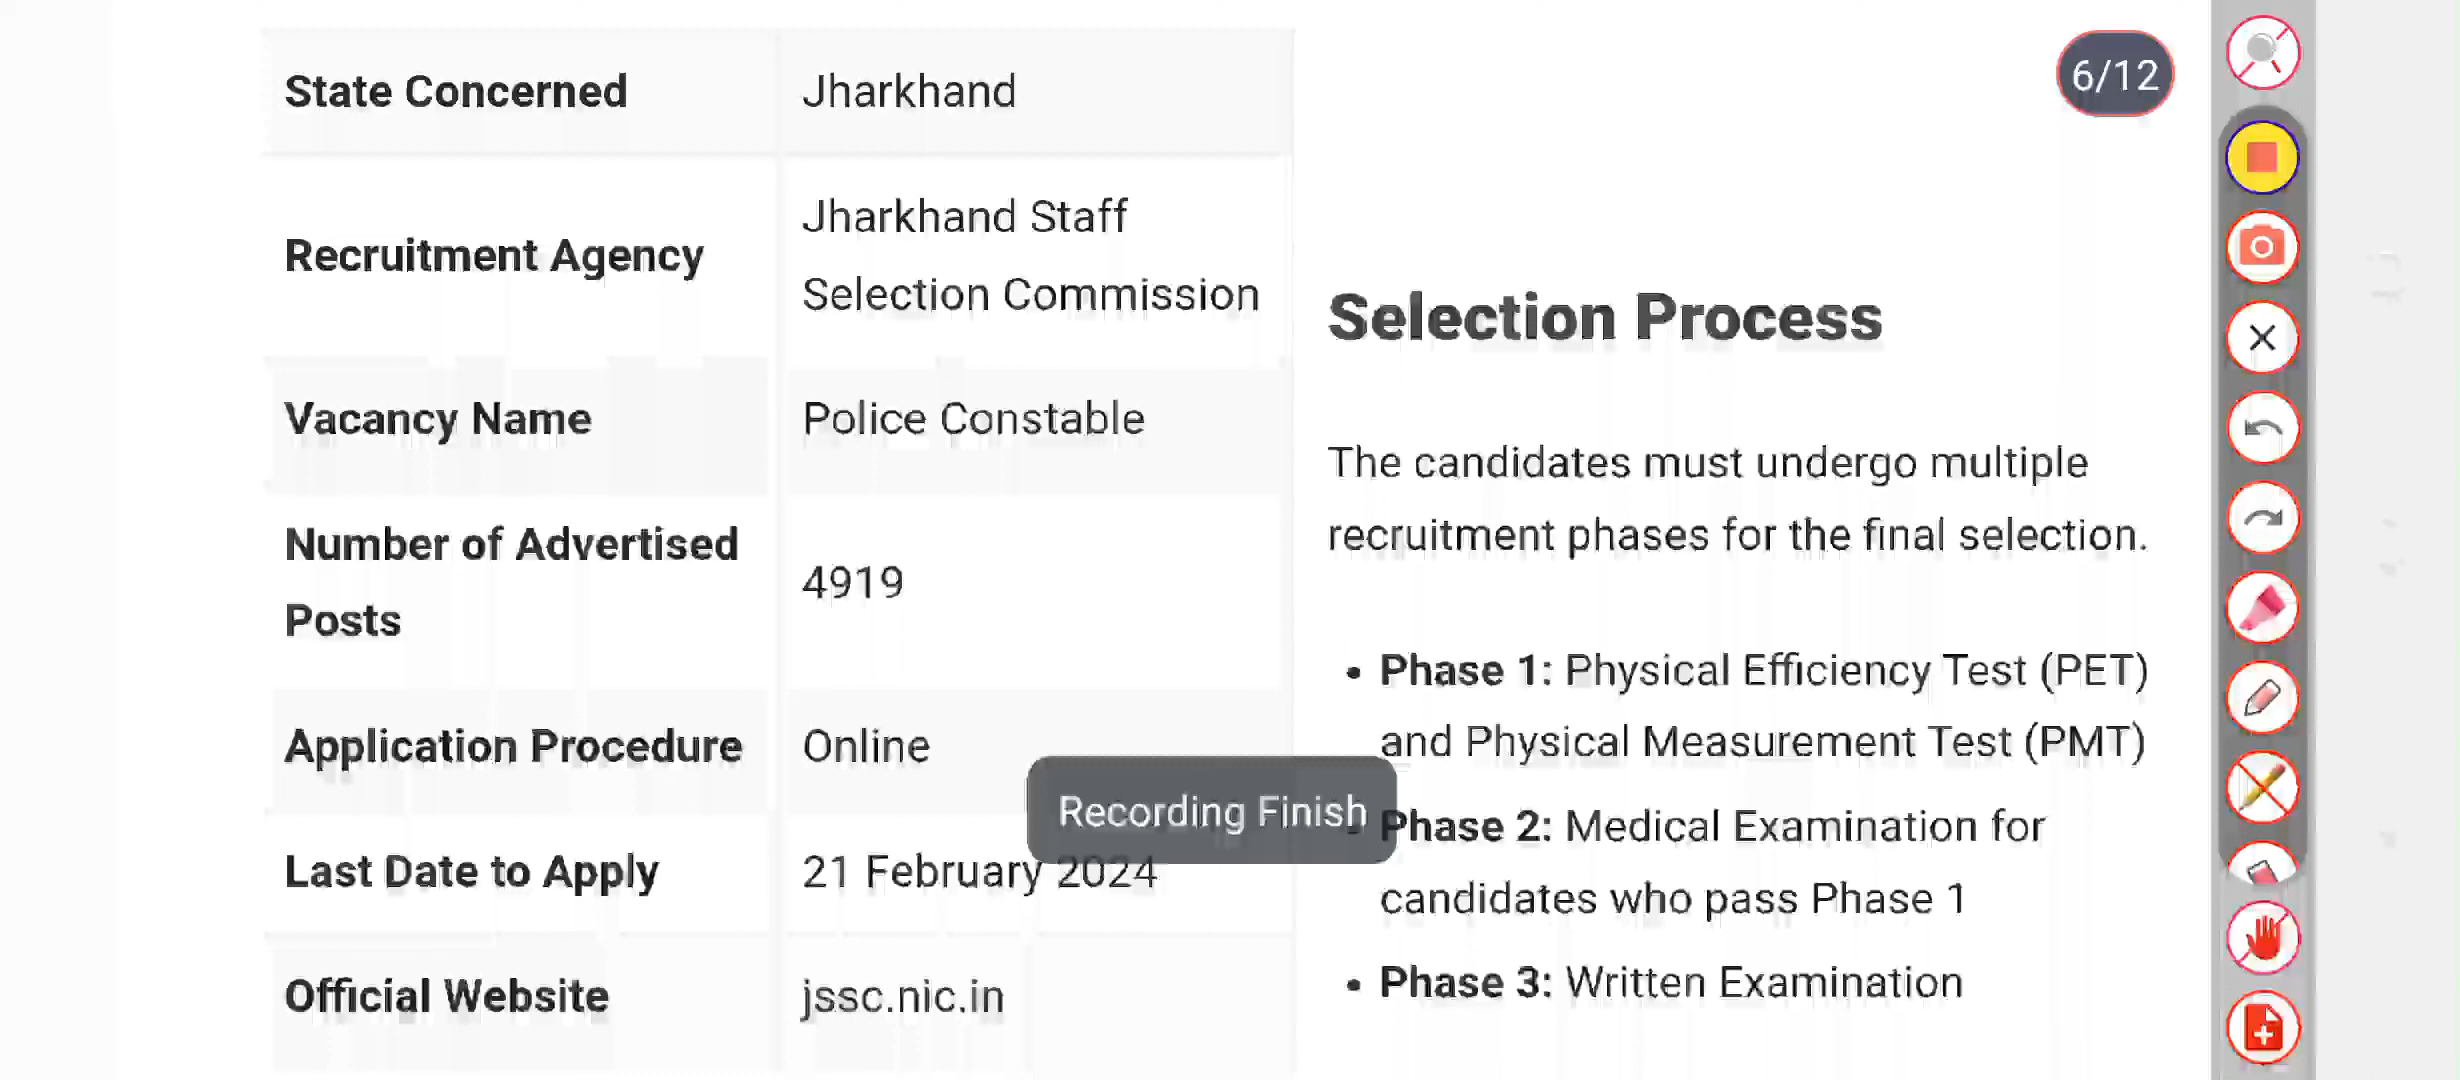 State Concerned
Jharkhand
Recruitment Agency
Jharkhand Staff
Selection Commission
Vacancy Name
Police Constable
Number of Advertised
Posts
4919
Application Procedure
Online
Last Date to Apply
21 February 2024
Official Website
jssc.nic.in
6/12
Selection Process
The candidates must undergo multiple
recruitment phases for the final selection.
• Phase 1: Physical Efficiency Test (PET)
and Physical Measurement Test (PMT)
• Phase 2: Medical Examination for
candidates who pass Phase 1
• Phase 3: Written Examination
Recording Finish